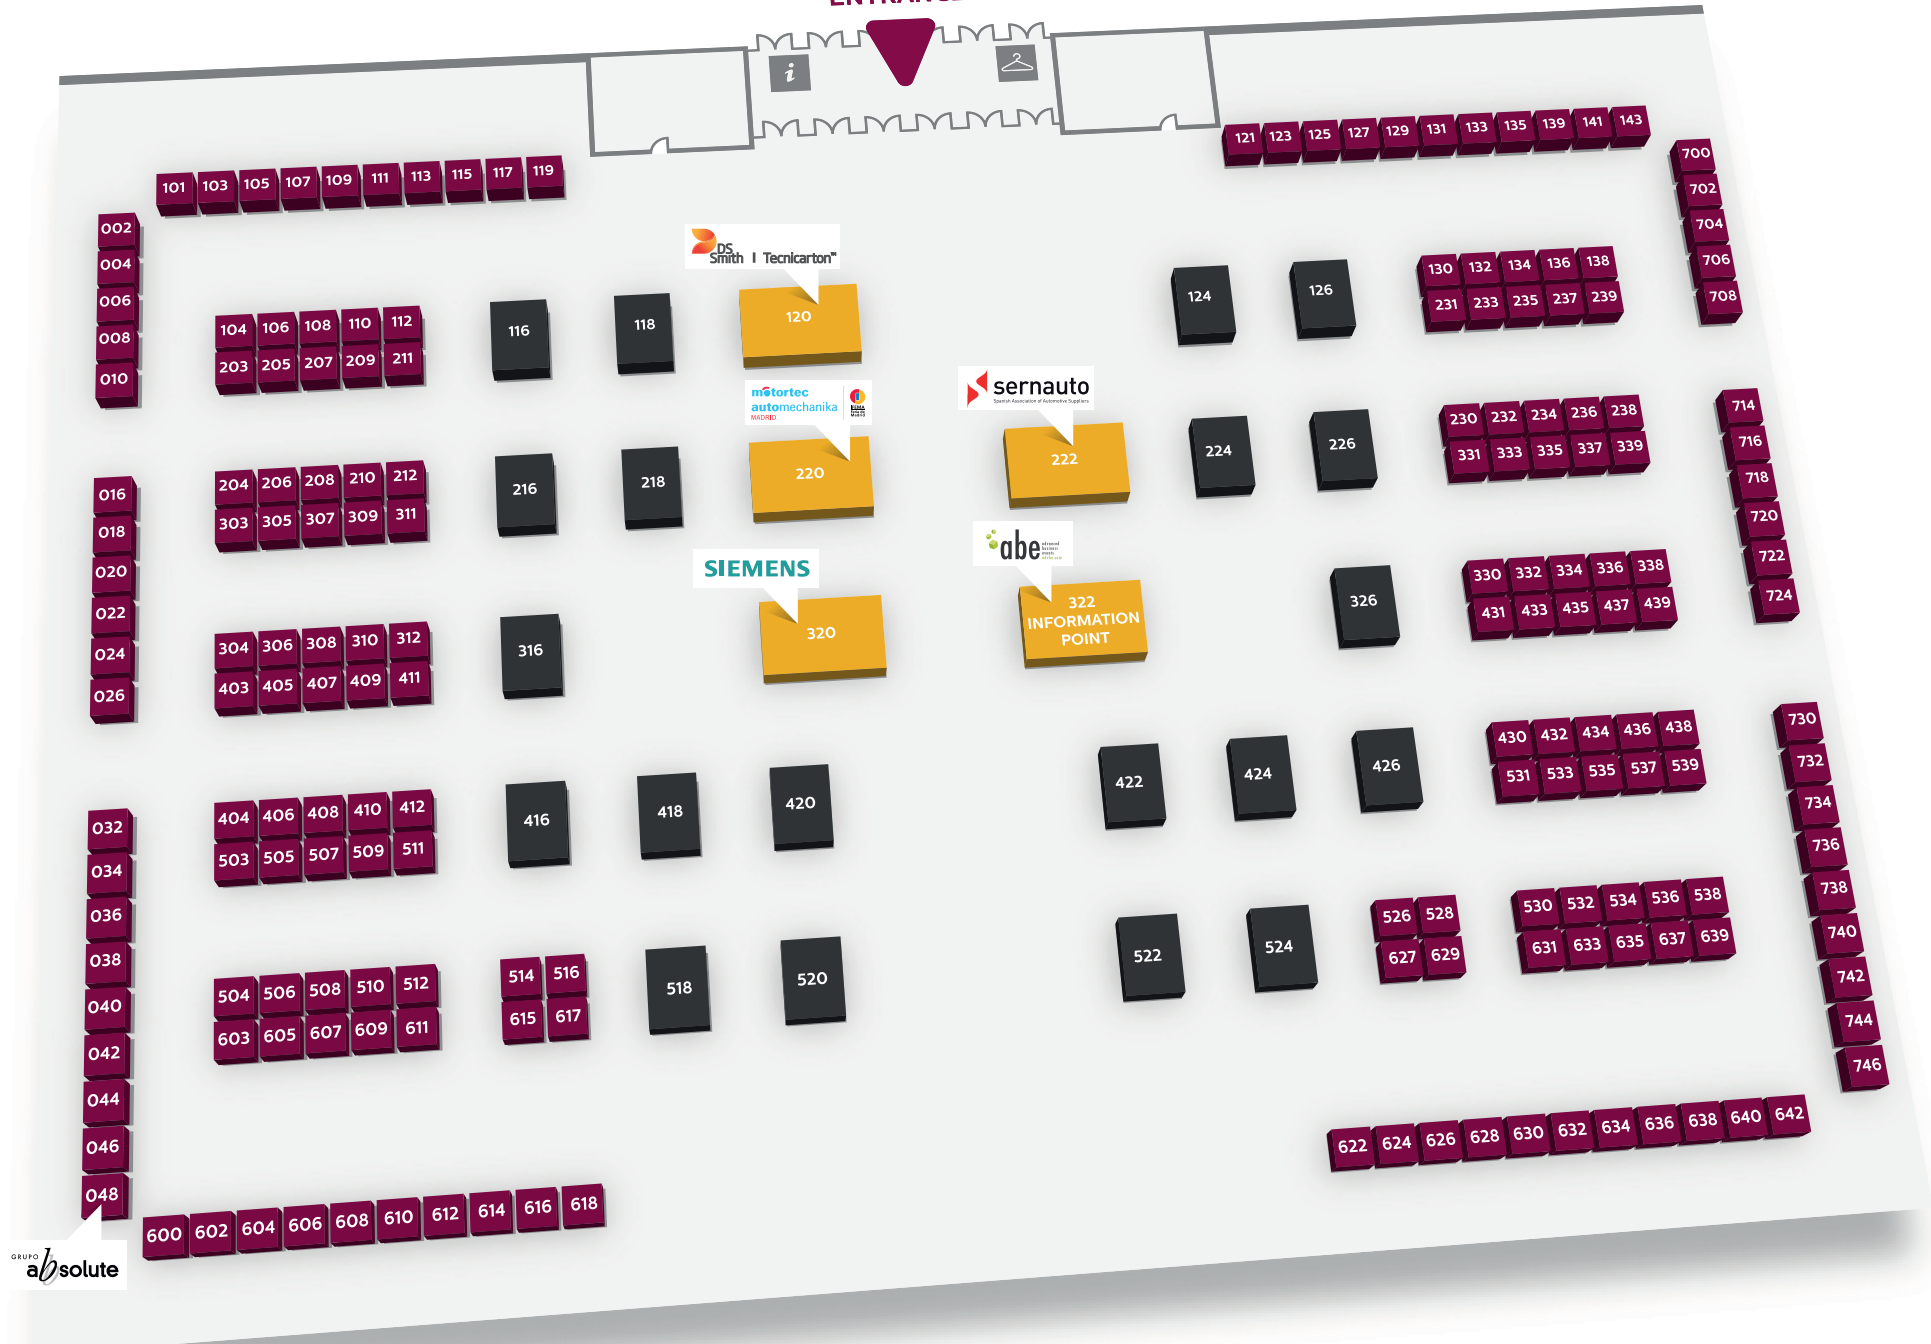 i
121 123 125 127 129 131 133 135 139 141 143
101 103 105 107 109 111 113 115 117 119
700
702
704
706
708
002
004
006
008
010
DS
Smith | Tecnicarton™
120
116
118
124
126
130 132 134 136 138
231 233 235 237 239
104 106 108 110 112
203 205 207 209 211
motortec
automechanika
MADRID
220
sernauto
Spanish Association of Automotive Suppliers
222
224
226
230 232 234 236 238
331 333 335 337 339
714
716
718
720
722
724
204 206 208 210 212
303 305 307 309 311
216
218
016
018
020
022
024
026
SIEMENS
320
abe
322
INFORMATION
POINT
326
330 332 334 336 338
431 433 435 437 439
304 306 308 310 312
403 405 407 409 411
316
730
732
734
736
738
740
742
744
746
422
424
426
430 432 434 436 438
531 533 535 537 539
404 406 408 410 412
503 505 507 509 511
416
418
420
032
034
036
038
040
042
044
046
048
504 506 508 510 512
603 605 607 609 611
514 516
615 617
518
520
522
524
526 528
627 629
530 532 534 536 538
631 633 635 637 639
622 624 626 628 630 632 634 636 638 640 642
600 602 604 606 608 610 612 614 616 618
GRUPO
absolute